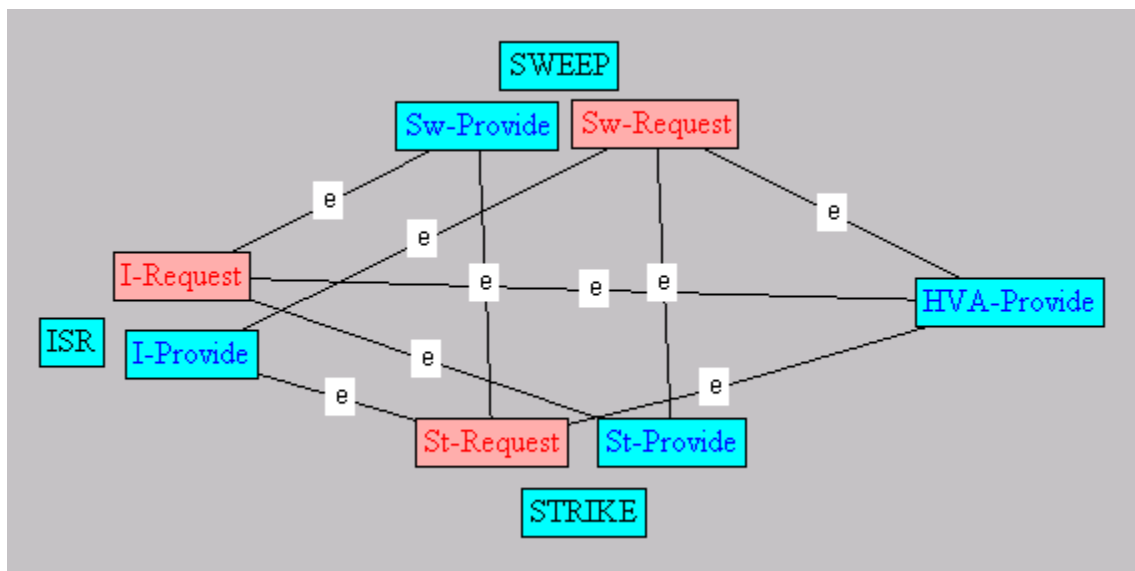 SWEEP
Sw-Provide
Sw-Request
e
e
e
I-Request
e
e
e
HVA-Provide
ISR
I-Provide
e
e
e
St-Request
St-Provide
STRIKE